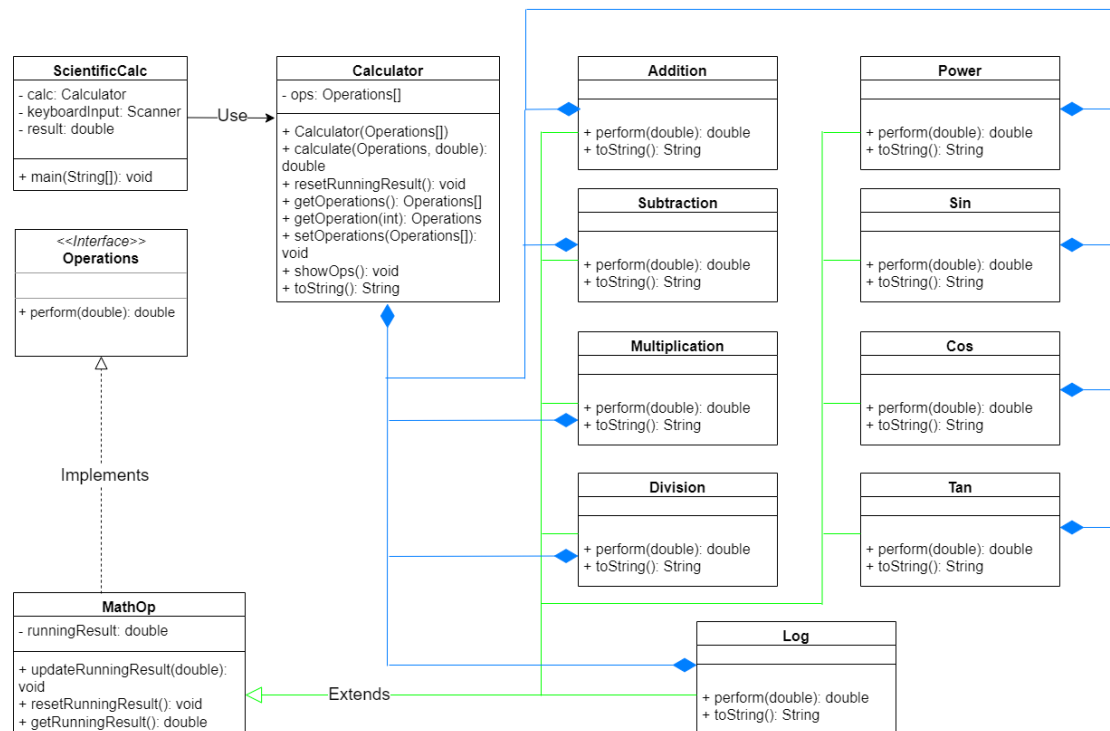 ScientificCalc
- calc: Calculator
- keyboardInput: Scanner
- result: double
+ main(String[]): void
Use
Calculator
- ops: Operations[]
+ Calculator(Operations[])
+ calculate(Operations, double):
double
+ resetRunningResult(): void
+ getOperations(): Operations[]
+ getOperation(int): Operations
+ setOperations(Operations[]):
void
+ showOps(): void
+ toString(): String
Addition
+ perform(double): double
+ toString(): String
Power
+ perform(double): double
+ toString(): String
Subtraction
+ perform(double): double
+ toString(): String
Sin
+ perform(double): double
+ toString(): String
<<Interface>>
Operations
+ perform(double): double
Multiplication
+ perform(double): double
+ toString(): String
Cos
+ perform(double): double
+ toString(): String
Implements
Division
+ perform(double): double
+ toString(): String
Tan
+ perform(double): double
+ toString(): String
MathOp
- runningResult: double
+ updateRunningResult(double):
void
+ resetRunningResult(): void
+ getRunningResult(): double
Extends
Log
+ perform(double): double
+ toString(): String